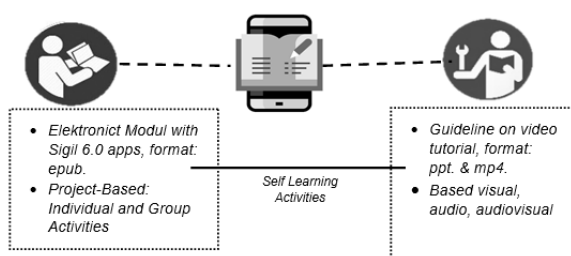 • Elektronict Modul with
Sigil 6.0 apps, format:
epub.
• Project-Based:
Individual and Group
Activities
Self Learning
Activities
• Guideline on video
tutorial, format:
ppt. & mp4.
• Based visual,
audio, audiovisual